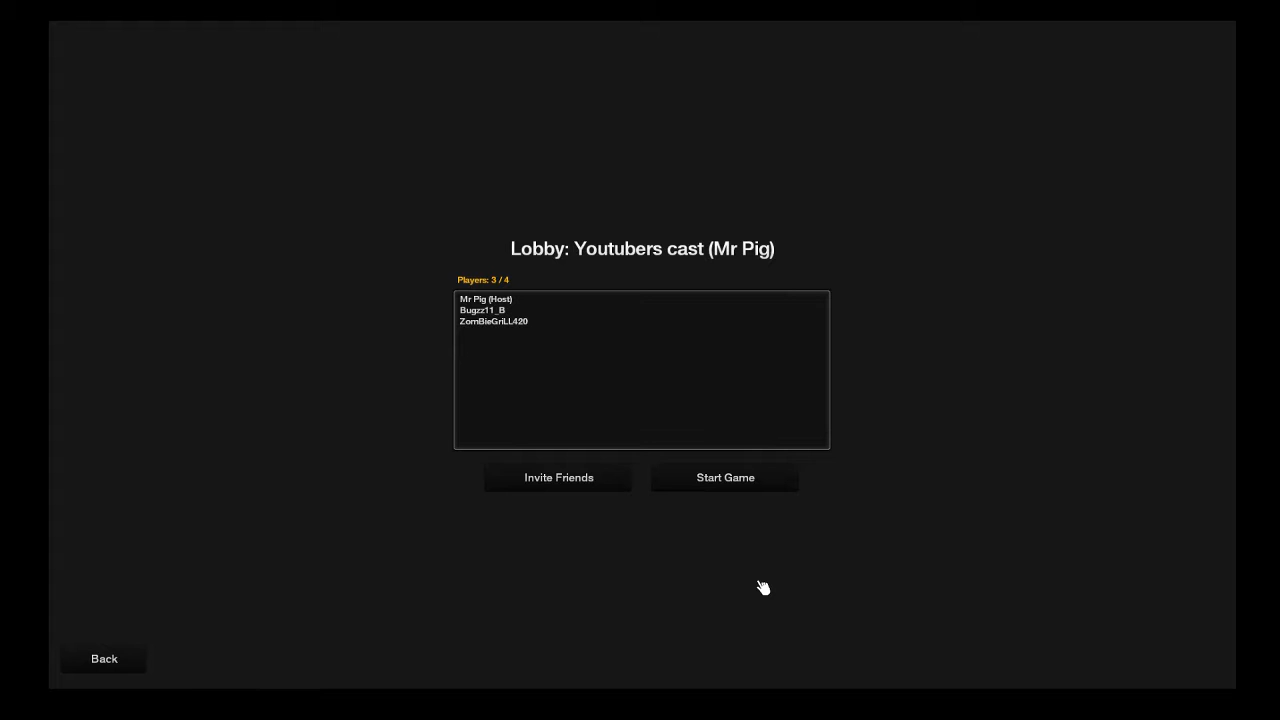 Lobby: Youtubers cast (Mr Pig)
Players: 3 / 4
Mr Pig (Host)
Bugzz11_B
ZomBieGriLL420
Invite Friends
Start Game
Back